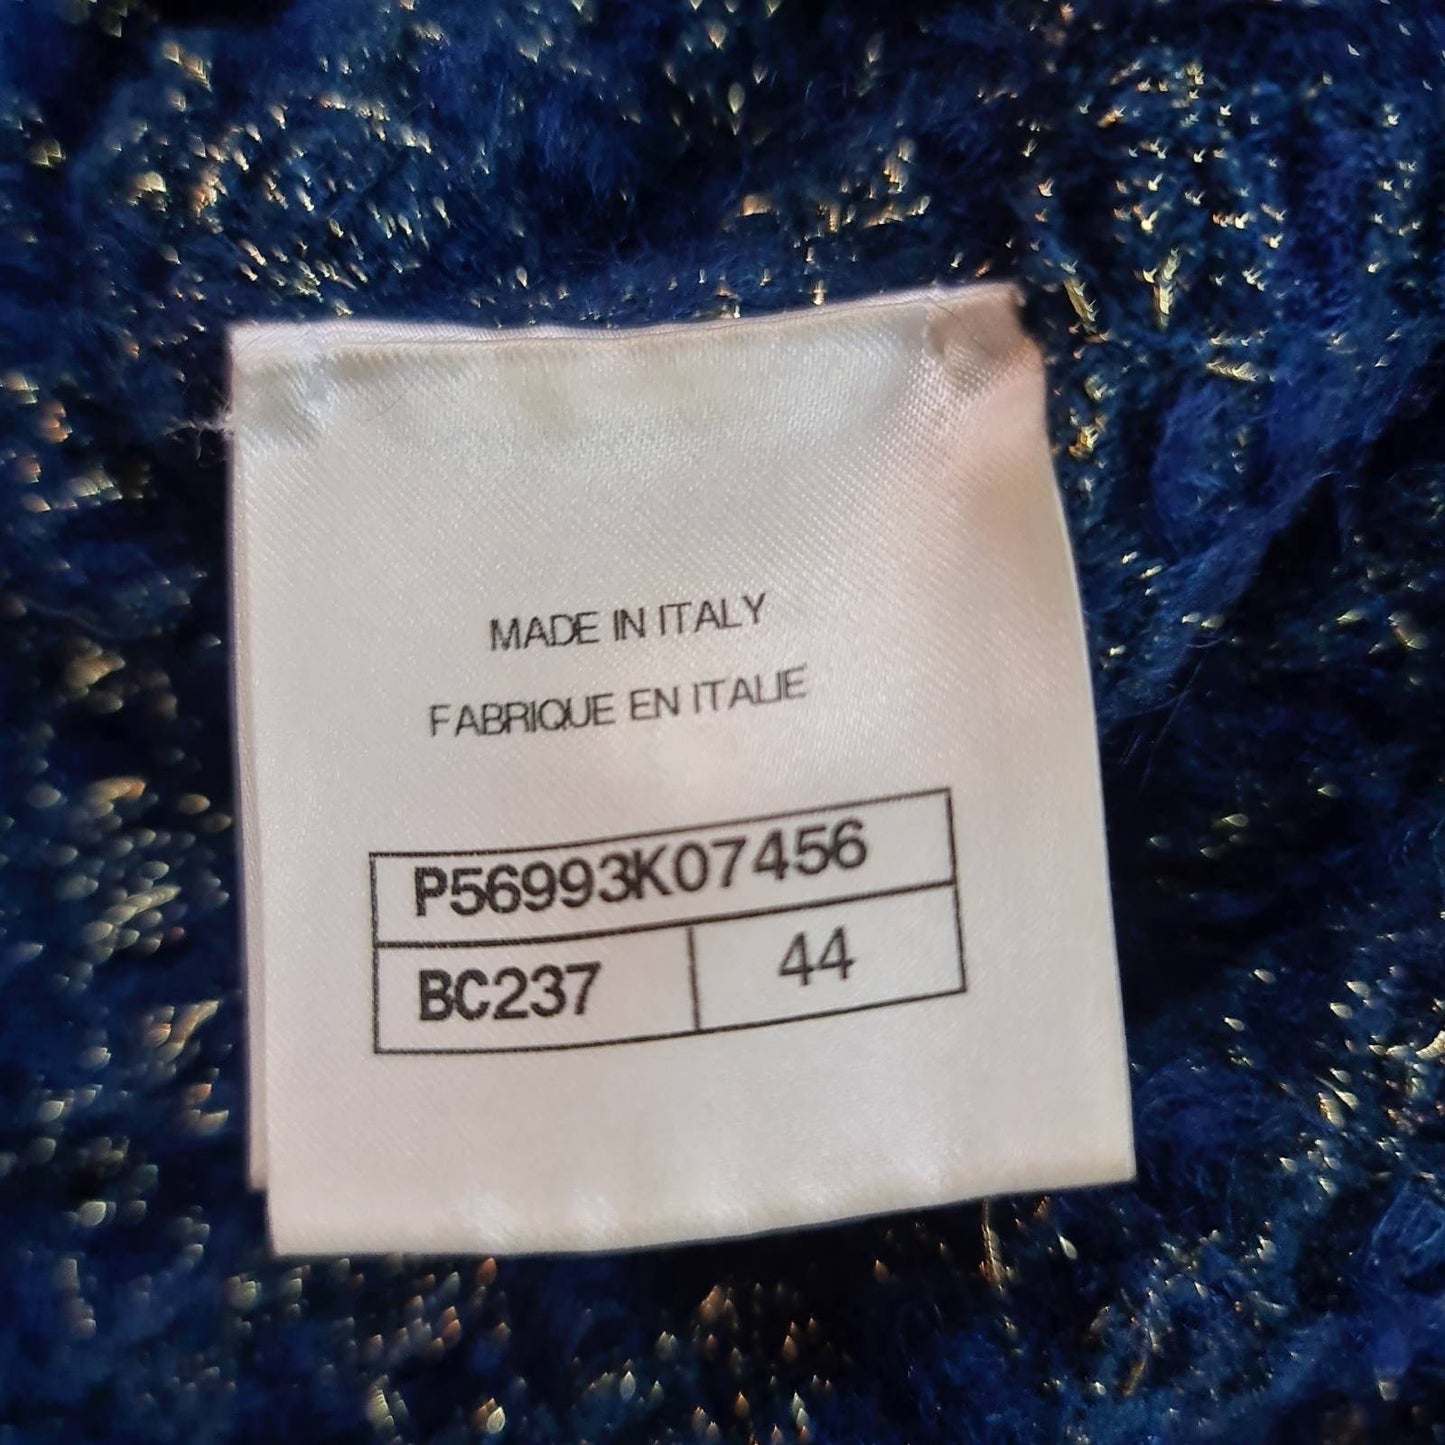 MADE IN ITALY
FABRIQUE EN ITALIE
P56993K07456
BC237 44